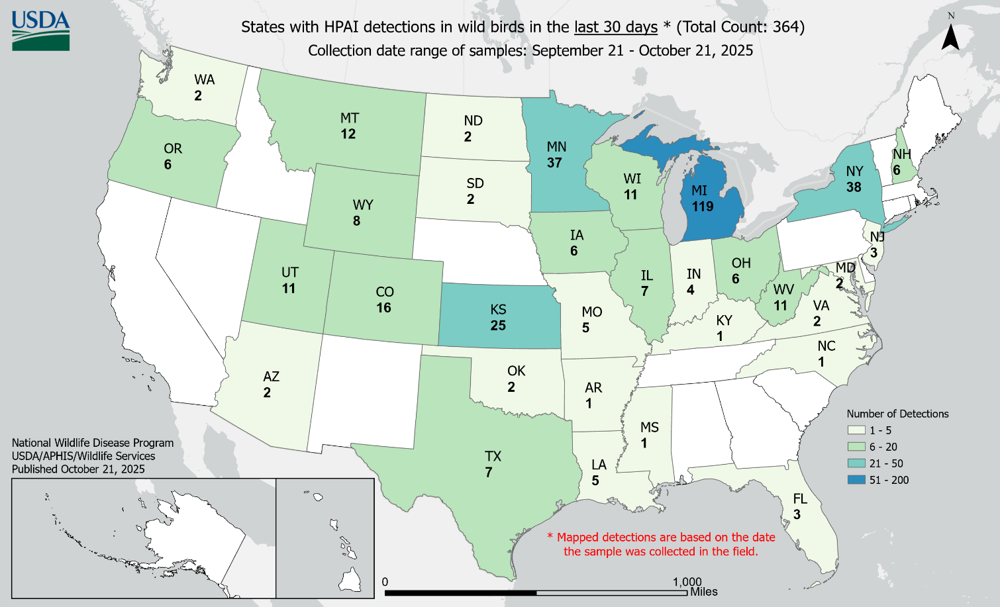 USDA
States with HPAI detections in wild birds in the last 30 days * (Total Count: 364)
Collection date range of samples: September 21 - October 21, 2025
N
WA
2
MT
12
ND
2
OR
6
MN
37
NH
6
NY
38
WI
11
SD
2
MI
119
WY
8
IA
6
NJ
3
UT
11
CO
16
IL
7
IN
4
OH
6
MD
2
WV
11
KS
25
MO
5
KY
1
VA
2
NC
1
AZ
2
OK
2
AR
1
MS
1
TX
7
LA
5
FL
3
Number of Detections
1 - 5
6 - 20
21 - 50
51 - 200
National Wildlife Disease Program
USDA/APHIS/Wildlife Services
Published October 21, 2025
* Mapped detections are based on the date
the sample was collected in the field.
0
1,000
Miles